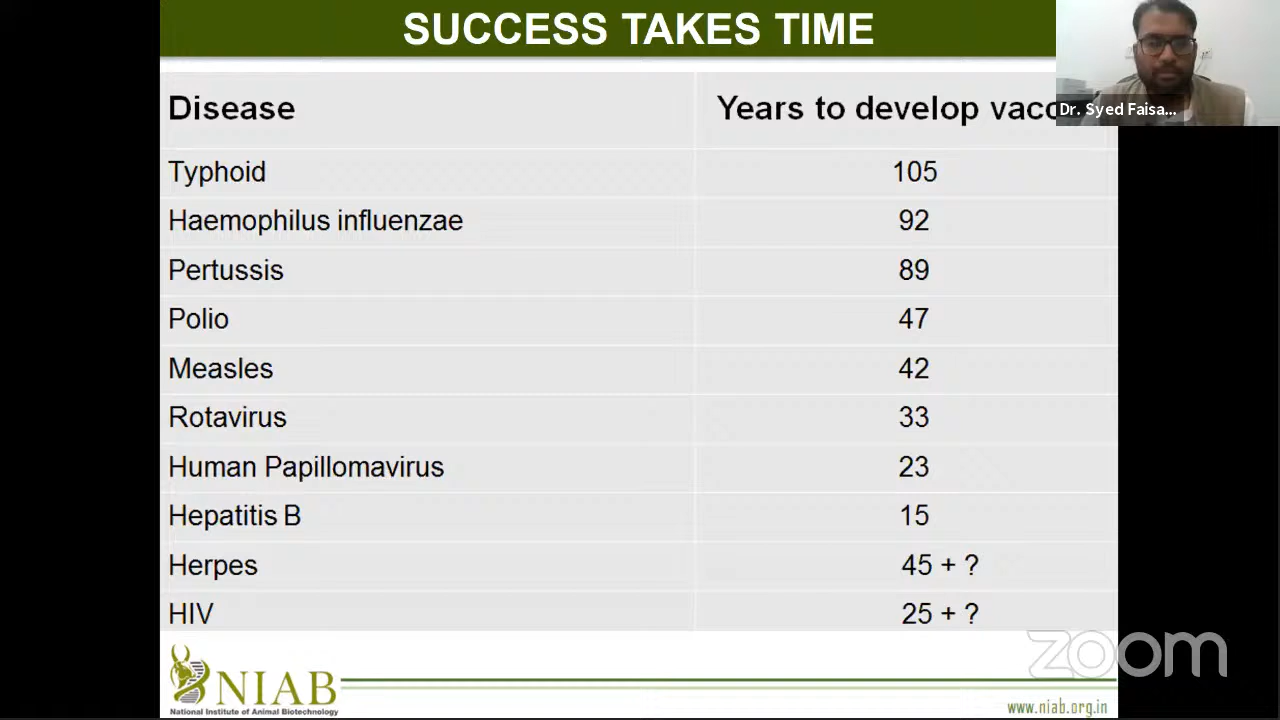 SUCCESS TAKES TIME
Disease Years to develop vacc
Dr. Syed Faisa...
Typhoid 105
Haemophilus influenzae 92
Pertussis 89
Polio 47
Measles 42
Rotavirus 33
Human Papillomavirus 23
Hepatitis B 15
Herpes 45 + ?
HIV 25 + ?
zoom
NIAB
National Institute of Animal Biotechnology
www.niab.org.in